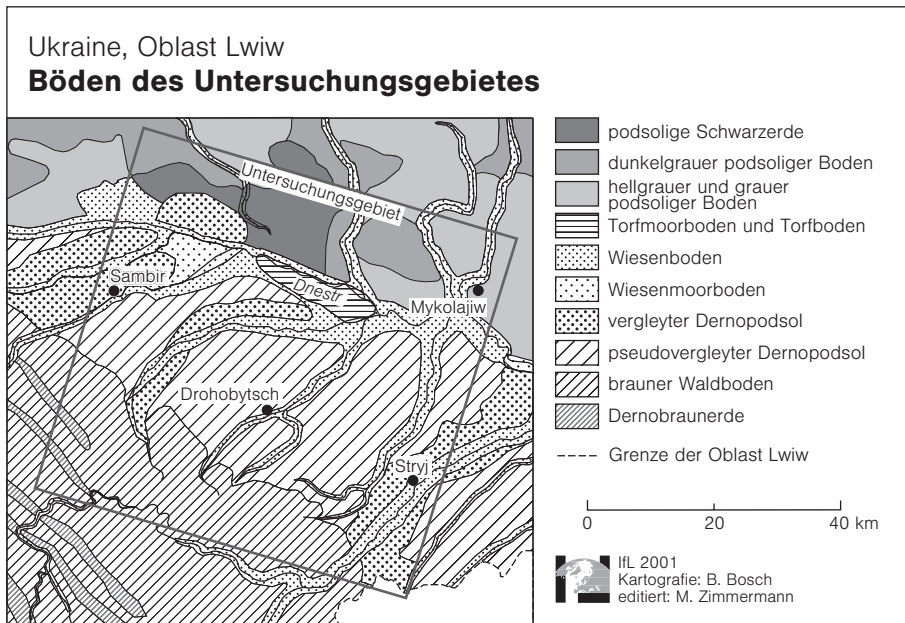 Ukraine, Oblast Lwiw
Böden des Untersuchungsgebietes
Untersuchungsgebiet
Sambir
Dnestr
Mykolajiw
Drohobytsch
Stryj
podsolige Schwarzerde
dunkelgrauer podsoliger Boden
hellgrauer und grauer
podsoliger Boden
Torfmoorboden und Torfboden
Wiesenboden
Wiesenmoorboden
vergleyter Dernopodsol
pseudovergleyter Dernopodsol
brauner Waldboden
Dernobraunerde
Grenze der Oblast Lwiw
0 20 40 km
IfL 2001
Kartografie: B. Bosch
editiert: M. Zimmermann